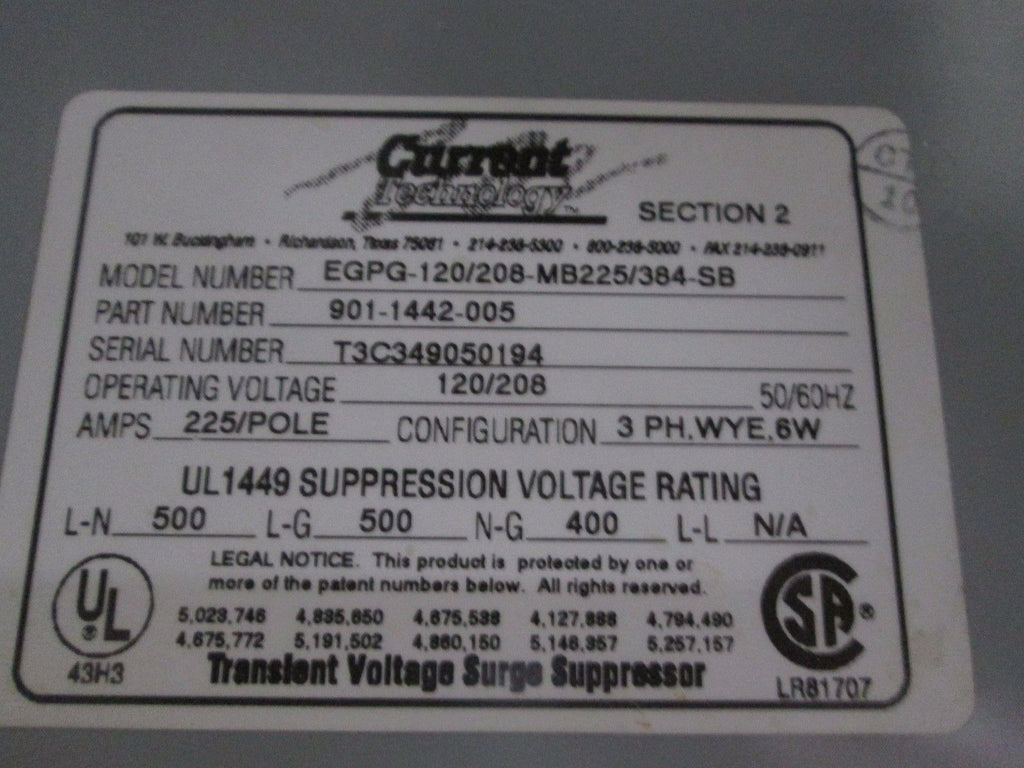 Current
Technology™
SECTION 2
101 W. Buckingham • Richardson, Texas 75081 • 214-238-5300 • 800-238-5000 • FAX 214-238-0911
MODEL NUMBER EGPG-120/208-MB225/384-SB
PART NUMBER 901-1442-005
SERIAL NUMBER T3C349050194
OPERATING VOLTAGE 120/208 50/60HZ
AMPS 225/POLE CONFIGURATION 3 PH.WYE.6W
UL1449 SUPPRESSION VOLTAGE RATING
L-N 500 L-G 500 N-G 400 L-L N/A
LEGAL NOTICE. This product is protected by one or
more of the patent numbers below. All rights reserved.
5,023,746 4,835,650 4,675,538 4,127,888 4,794,490
4,675,772 5,191,502 4,860,150 5,146,357 5,257,157
UL®
43H3
Transient Voltage Surge Suppressor
SA®
LR81707